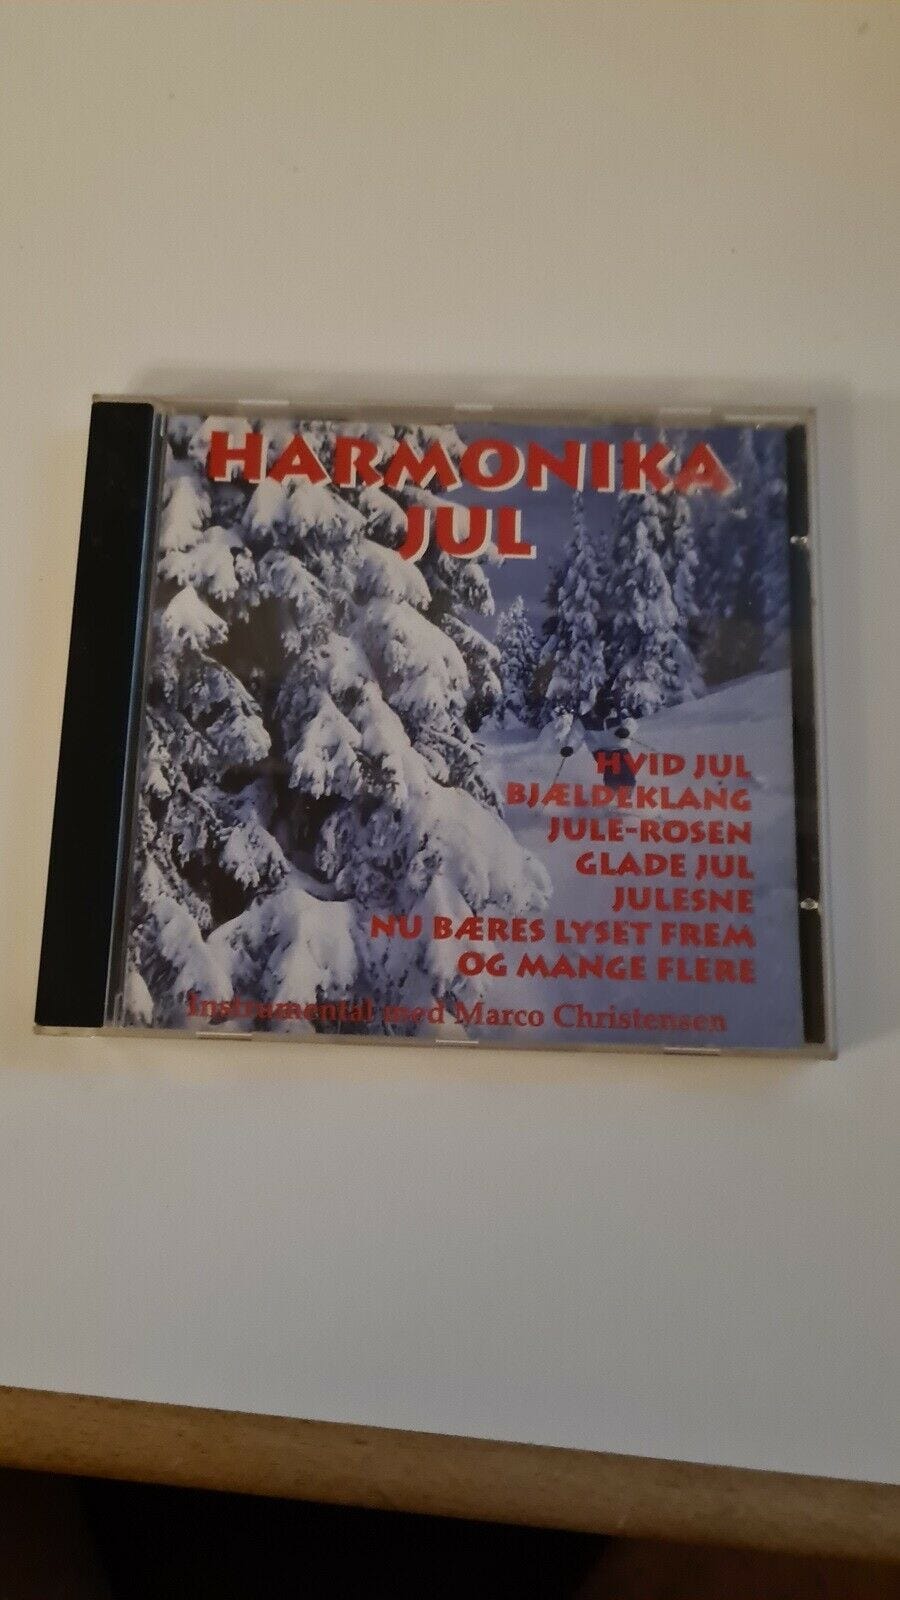 HARMONIKA
JUL
HVID JUL
BJÆLDEKLANG
JULE-ROSEN
GLADE JUL
JULESNE
NU BÆRES LYSET FREM
OG MANGE FLERE
Instrumental med Marco Christensen